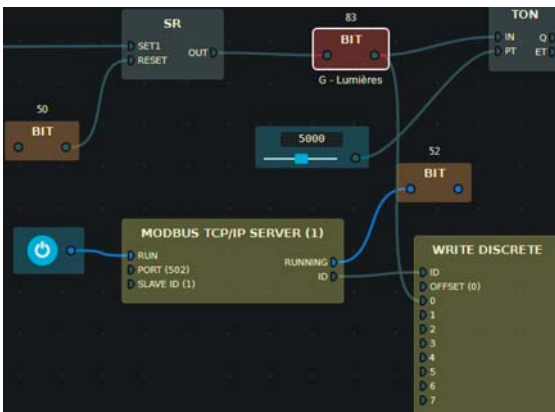 SR
SET1
RESET
OUT
83
BIT
G - Lumières
TON
IN
PT
Q
ET
50
BIT
5000
52
BIT
MODBUS TCP/IP SERVER (1)
RUN
PORT (502)
SLAVE ID (1)
RUNNING
ID
WRITE DISCRETE
ID
OFFSET (0)
0
1
2
3
4
5
6
7